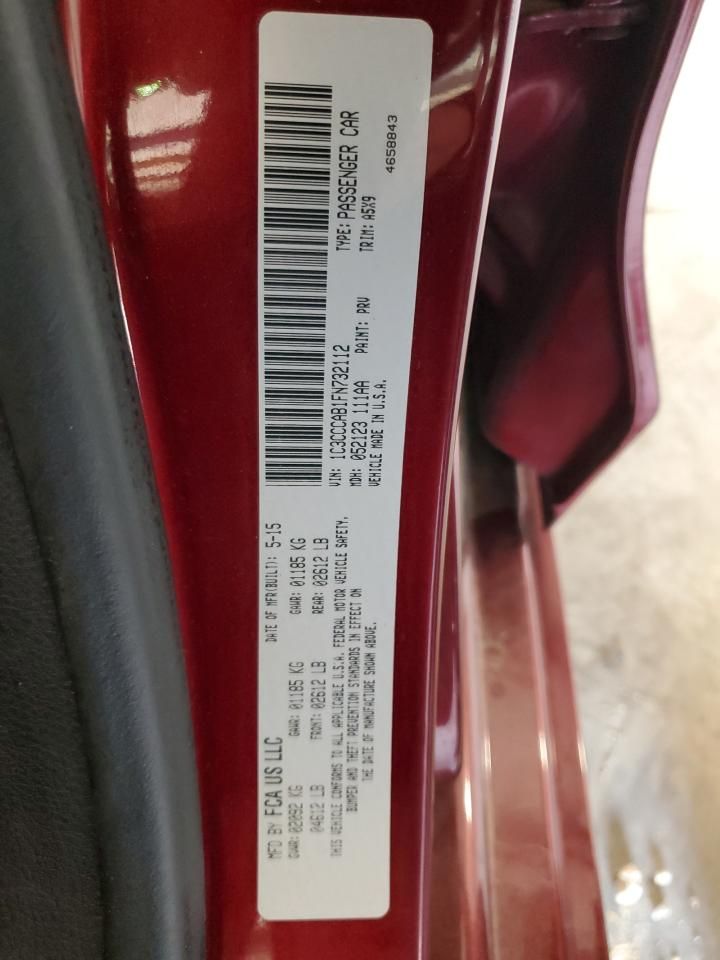 MFD BY FCA US LLC
DATE OF MFR(BUILT): 5-15
GVWR: 02092 KG
GAWR: 01185 KG
GAWR: 01185 KG
04612 LB
FRONT: 02612 LB
REAR: 02612 LB
THIS VEHICLE CONFORMS TO ALL APPLICABLE U.S.A. FEDERAL MOTOR VEHICLE SAFETY,
BUMPER AND THEFT PREVENTION STANDARDS IN EFFECT ON
THE DATE OF MANUFACTURE SHOWN ABOVE.
VIN: 1C3CCCAB1FN732112
TYPE: PASSENGER CAR
MDH: 052123 111AA
PAINT: PRV
TRIM: A5X9
VEHICLE MADE IN U.S.A.
4658843